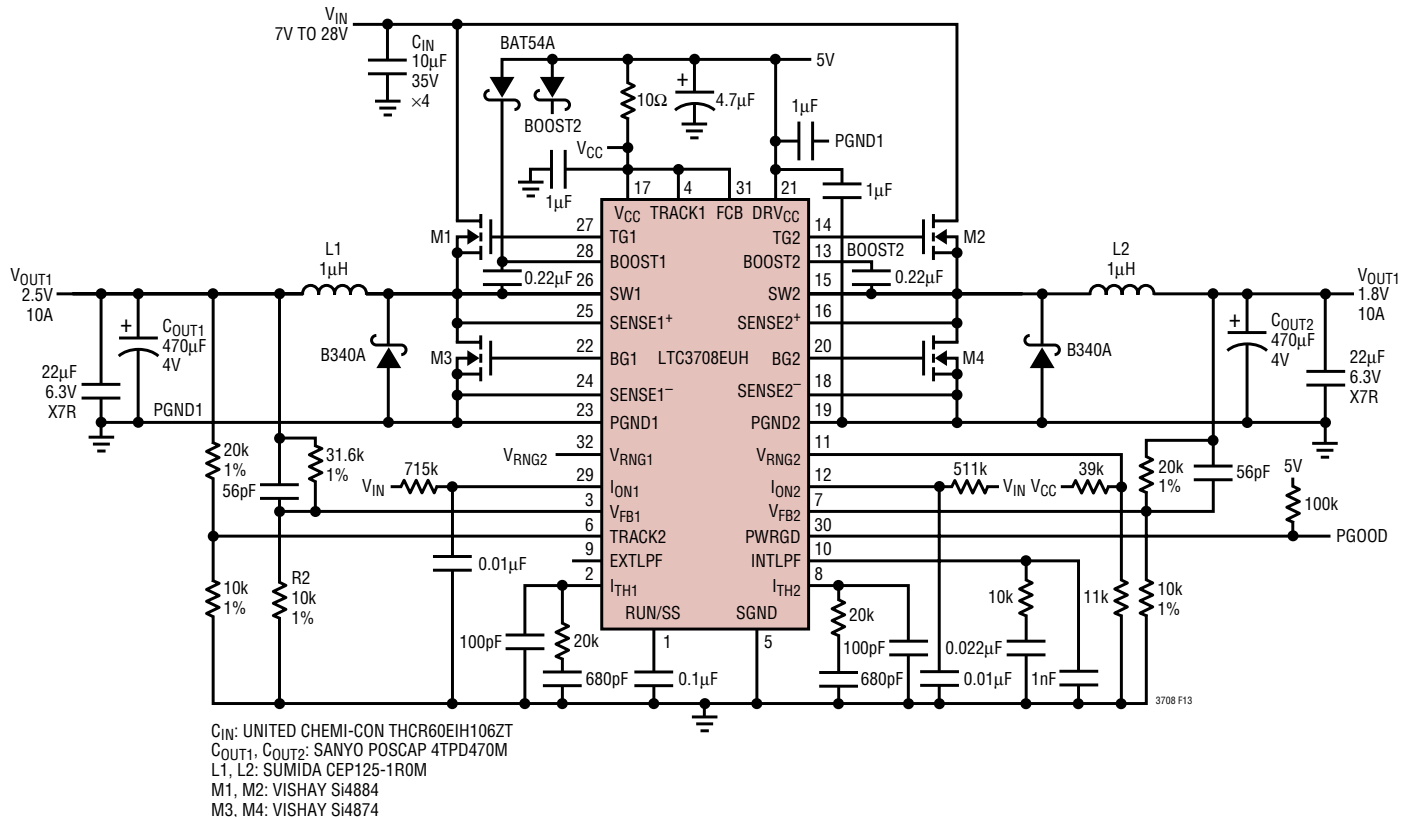 VIN
7V TO 28V
CIN
10µF
35V
×4
BAT54A
BOOST2
5V
10Ω
+
4.7µF
1µF
PGND1
VCC
1µF
1µF
17
4
31
21
VCC
TRACK1
FCB
DRVCC
M1
27
TG1
TG2
14
M2
28
BOOST1
BOOST2
13
BOOST2
0.22µF
0.22µF
26
SW1
SW2
15
L1
1µH
L2
1µH
VOUT1
2.5V
10A
VOUT1
1.8V
10A
25
SENSE1+
SENSE2+
16
+
COUT1
470µF
4V
B340A
M3
22
BG1
LTC3708EUH
BG2
20
M4
B340A
+
COUT2
470µF
4V
22µF
6.3V
X7R
22µF
6.3V
X7R
24
SENSE1–
SENSE2–
18
PGND1
23
PGND1
PGND2
19
20k
1%
31.6k
1%
56pF
VRNG2
32
VRNG1
VRNG2
11
VIN
715k
29
ION1
ION2
12
511k
VIN
VCC
39k
20k
1%
56pF
5V
100k
3
VFB1
VFB2
7
6
TRACK2
PWRGD
30
PGOOD
9
EXTLPF
INTLPF
10
2
ITH1
ITH2
8
0.01µF
10k
1%
R2
10k
1%
RUN/SS
SGND
1
5
100pF
20k
680pF
0.1µF
20k
100pF
680pF
10k
0.022µF
0.01µF
1nF
11k
10k
1%
3708 F13
CIN: UNITED CHEMI-CON THCR60EIH106ZT
COUT1, COUT2: SANYO POSCAP 4TPD470M
L1, L2: SUMIDA CEP125-1R0M
M1, M2: VISHAY Si4884
M3, M4: VISHAY Si4874